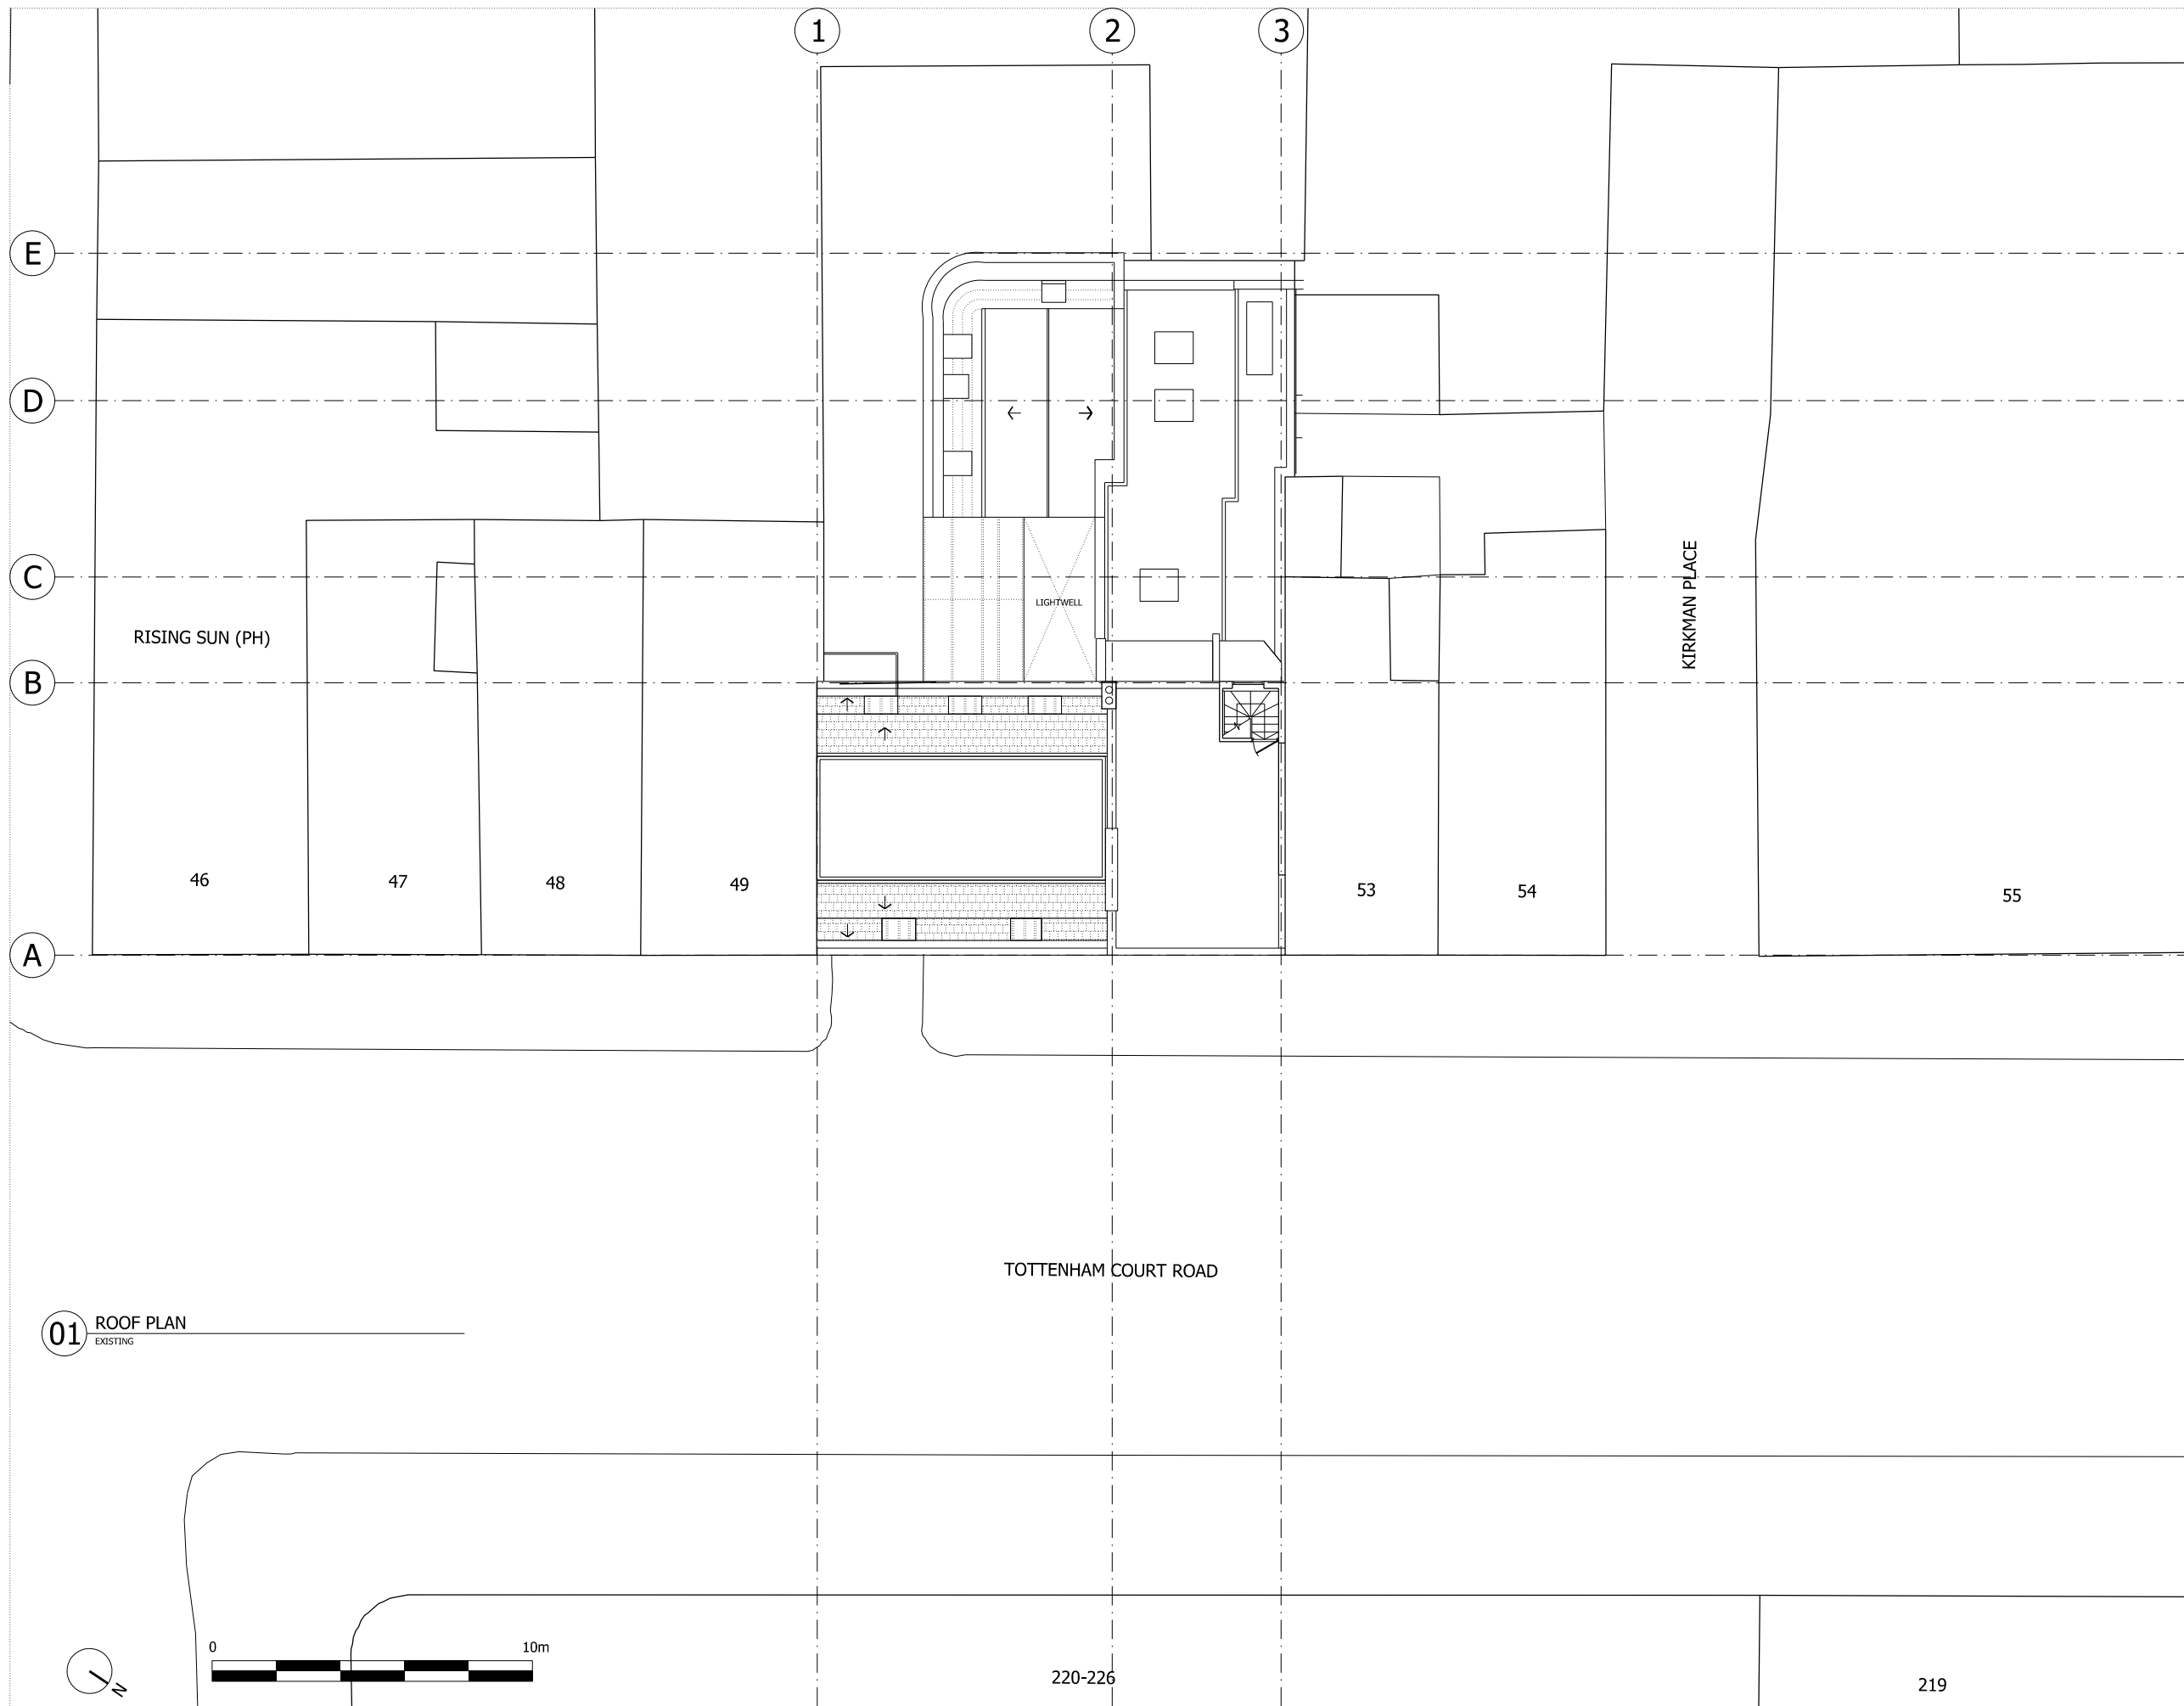 1
2
3
E
D
C
LIGHTWELL
KIRKMAN PLACE
RISING SUN (PH)
B
46
47
48
49
53
54
55
A
TOTTENHAM COURT ROAD
01
ROOF PLAN
EXISTING
0
10m
N
220-226
219